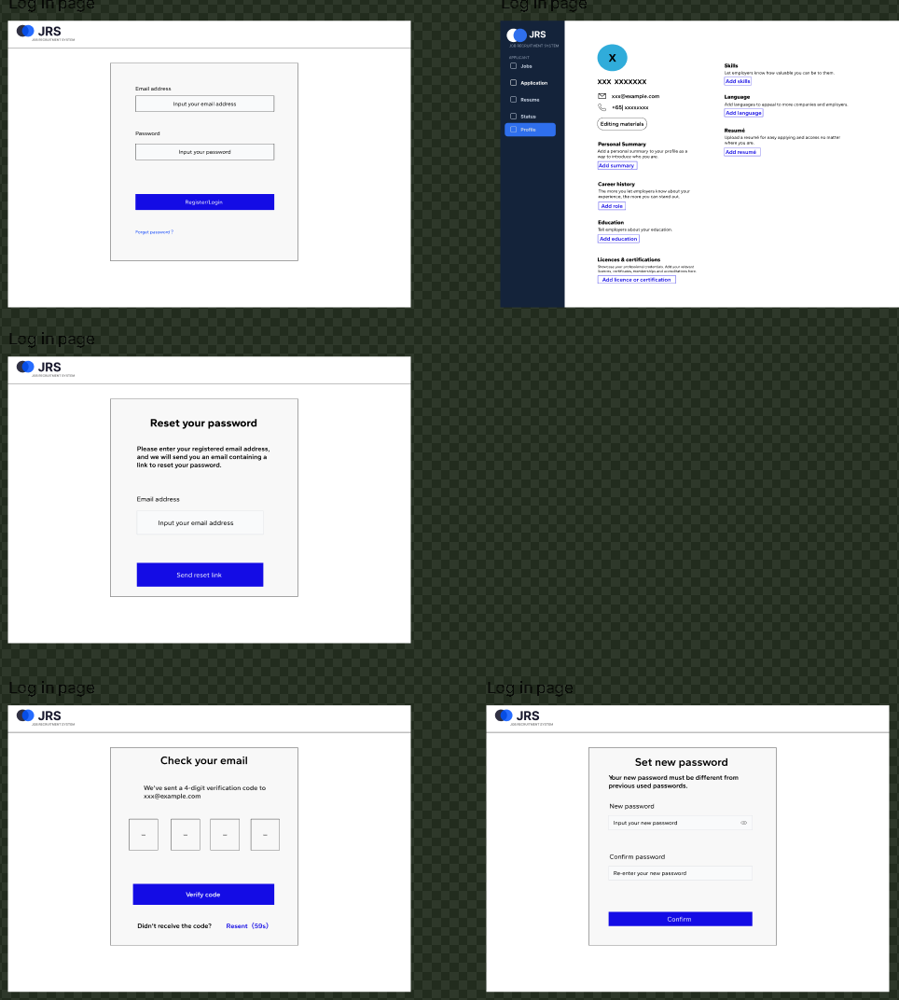 Log in page
JRS
JOB RECRUITMENT SYSTEM
Email address
Input your email address
Password
Input your password
Register/Login
Forgot password ?
Log in page
JRS
JOB RECRUITMENT SYSTEM
APPLICANT
Jobs
Application
Resume
Status
Profile
X
XXX XXXXXXX
xxx@example.com
+65| xxxxxxxx
Editing materials
Personal Summary
Add a personal summary to your profile as a
way to introduce who you are.
Add summary
Career history
The more you let employers know about your
experience, the more you can stand out.
Add role
Education
Tell employers about your education.
Add education
Licences & certifications
Showcase your professional credentials. Add your relevant
licences, certificates, memberships and accreditations here
Add licence or certification
Skills
Let employers know how valuable you can be to them.
Add skills
Language
Add languages to appeal to more companies and employers.
Add language
Resumé
Upload a resumé for easy applying and access no matter
where you are.
Add resumé
Log in page
JRS
JOB RECRUITMENT SYSTEM
Reset your password
Please enter your registered email address,
and we will send you an email containing a
link to reset your password.
Email address
Input your email address
Send reset link
Log in page
JRS
JOB RECRUITMENT SYSTEM
Check your email
We've sent a 4-digit verification code to
xxx@example.com
– – – –
Verify code
Didn't receive the code? Resent（59s）
Log in page
JRS
JOB RECRUITMENT SYSTEM
Set new password
Your new password must be different from
previous used passwords.
New password
Input your new password
Confirm password
Re-enter your new password
Confirm